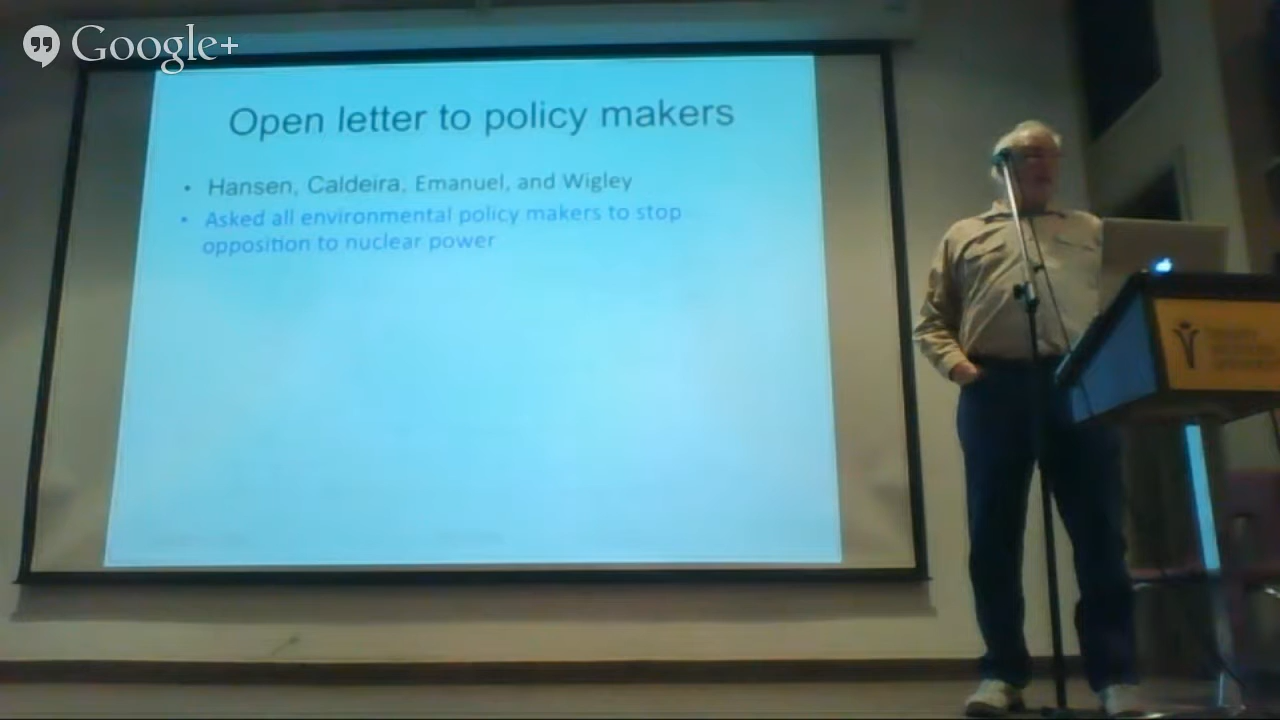 Google+
Open letter to policy makers
• Hansen, Caldeira, Emanuel, and Wigley
• Asked all environmental policy makers to stop
opposition to nuclear power